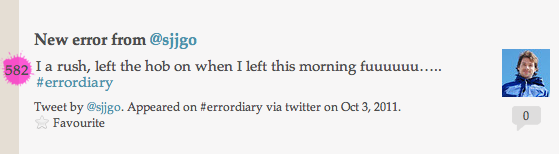 New error from @sjjgo
582
I a rush, left the hob on when I left this morning fuuuuuu…..
#errordiary
Tweet by @sjjgo. Appeared on #errordiary via twitter on Oct 3, 2011.
Favourite
0